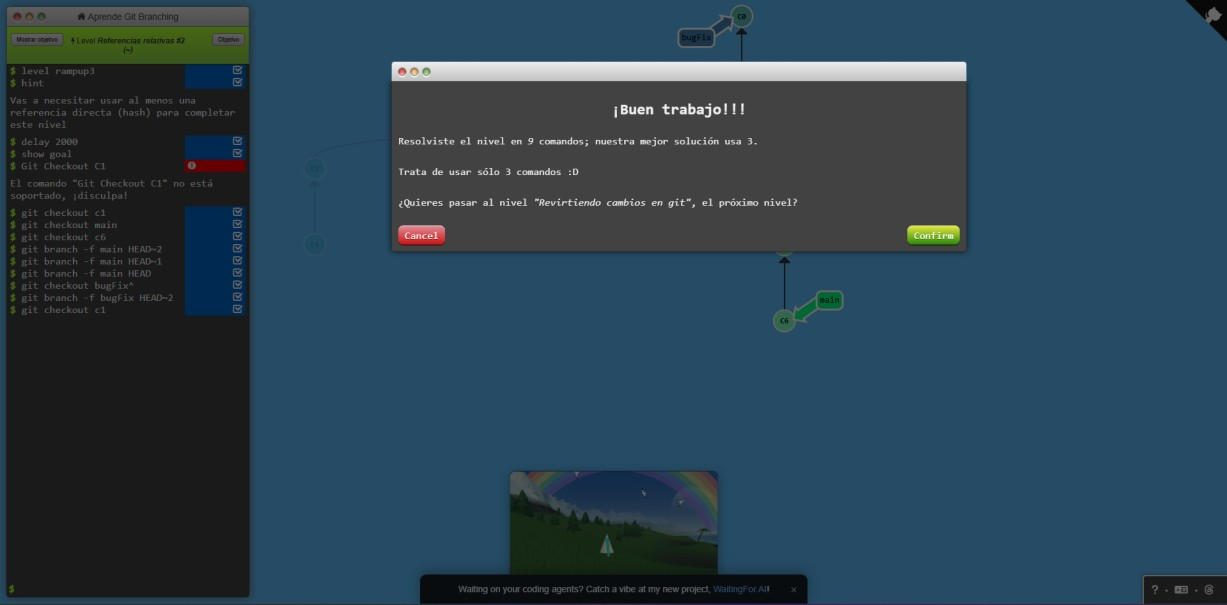 Aprende Git Branching
Mostrar objetivo
Level Referencias relativas #2 (~)
Objetivo
$ level rampup3
$ hint
Vas a necesitar usar al menos una
referencia directa (hash) para completar
este nivel
$ delay 2000
$ show goal
$ Git Checkout C1
El comando "Git Checkout C1" no está
soportado, ¡disculpa!
$ git checkout c1
$ git checkout main
$ git checkout c6
$ git branch -f main HEAD~2
$ git branch -f main HEAD~1
$ git branch -f main HEAD
$ git checkout bugFix^
$ git branch -f bugFix HEAD~2
$ git checkout c1
$
C0
bugFix
¡Buen trabajo!!!
Resolviste el nivel en 9 comandos; nuestra mejor solución usa 3.
Trata de usar sólo 3 comandos :D
¿Quieres pasar al nivel "Revirtiendo cambios en git", el próximo nivel?
Cancel
Confirm
main
C6
Waiting on your coding agents? Catch a vibe at my new project, WaitingFor.AI!
×
?